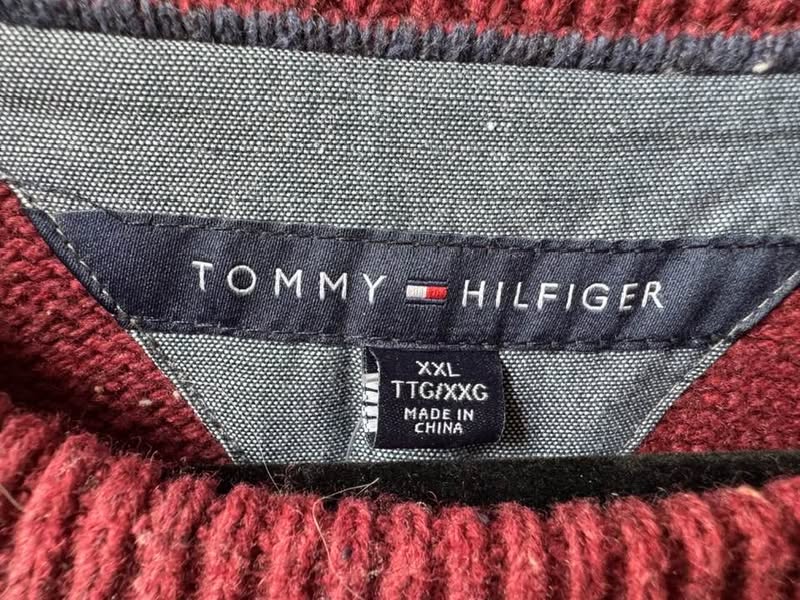 TOMMY HILFIGER
XXL
TTG/XXG
MADE IN
CHINA